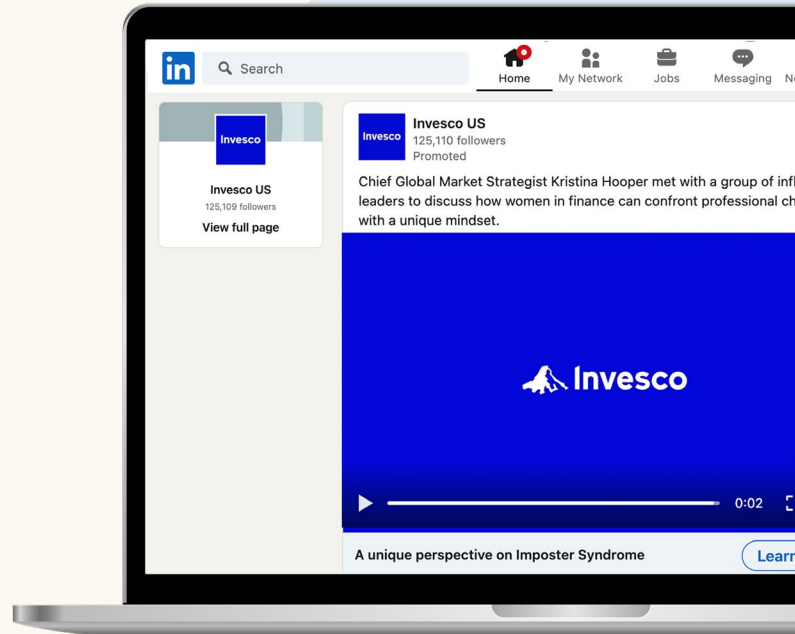 in
Search
Home
My Network
Jobs
Messaging
Invesco
Invesco US
125,109 followers
View full page
Invesco
Invesco US
125,110 followers
Promoted
Chief Global Market Strategist Kristina Hooper met with a group of
leaders to discuss how women in finance can confront professional
with a unique mindset.
Invesco
0:02
A unique perspective on Imposter Syndrome
Learn